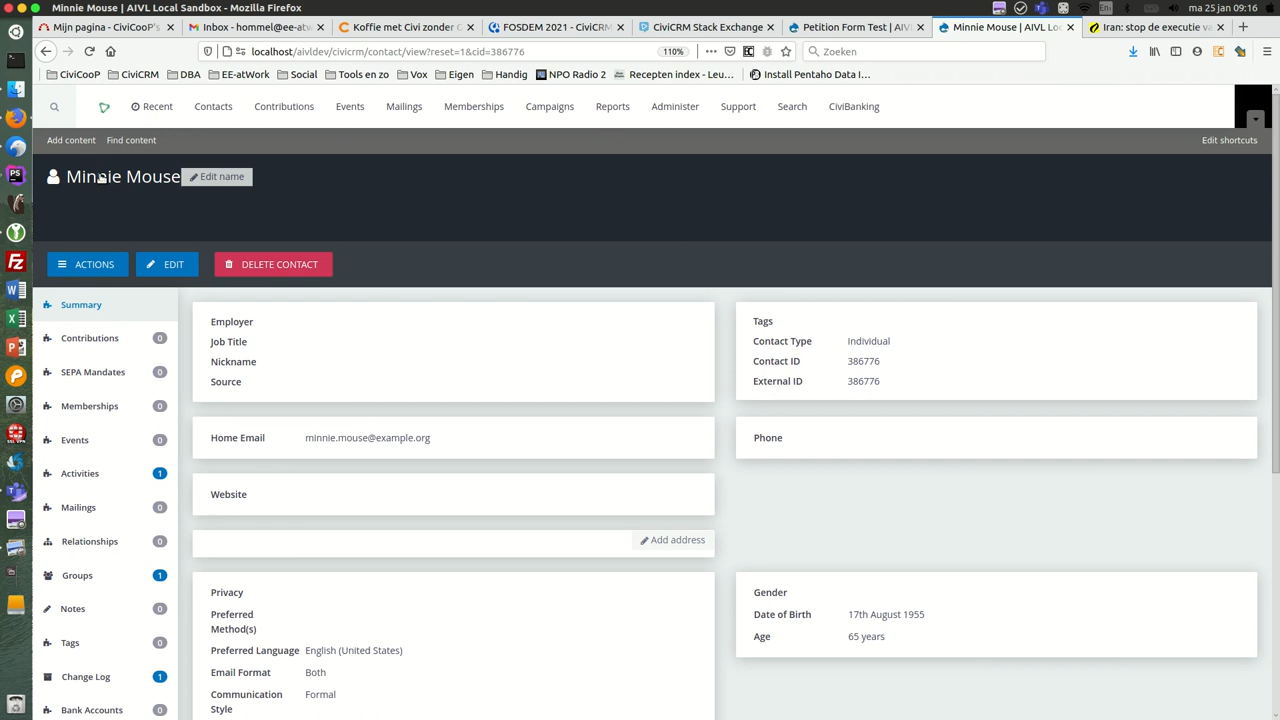 Minnie Mouse | AIVL Local Sandbox - Mozilla Firefox
En
ma 25 jan 09:16
Mijn pagina - CiviCooP's
Inbox - hommel@ee-atw
Koffie met Civi zonder C
FOSDEM 2021 - CiviCRM
CiviCRM Stack Exchange
Petition Form Test | AIVL
Minnie Mouse | AIVL Loc
Iran: stop de executie va
localhost/aivldev/civicrm/contact/view?reset=1&cid=386776
110%
Zoeken
CiviCooP
CiviCRM
DBA
EE-atWork
Social
Tools en zo
Vox
Eigen
Handig
NPO Radio 2
Recepten index - Leu…
Install Pentaho Data I…
Recent
Contacts
Contributions
Events
Mailings
Memberships
Campaigns
Reports
Administer
Support
Search
CiviBanking
Add content
Find content
Edit shortcuts
Minnie Mouse
Edit name
ACTIONS
EDIT
DELETE CONTACT
Summary
Contributions 0
SEPA Mandates 0
Memberships 0
Events 0
Activities 1
Mailings 0
Relationships 0
Groups 1
Notes 0
Tags 0
Change Log 1
Bank Accounts 0
Employer
Job Title
Nickname
Source
Tags
Contact Type Individual
Contact ID 386776
External ID 386776
Home Email minnie.mouse@example.org
Phone
Website
Add address
Privacy
Preferred
Method(s)
Preferred Language English (United States)
Email Format Both
Communication Formal
Style
Gender
Date of Birth 17th August 1955
Age 65 years